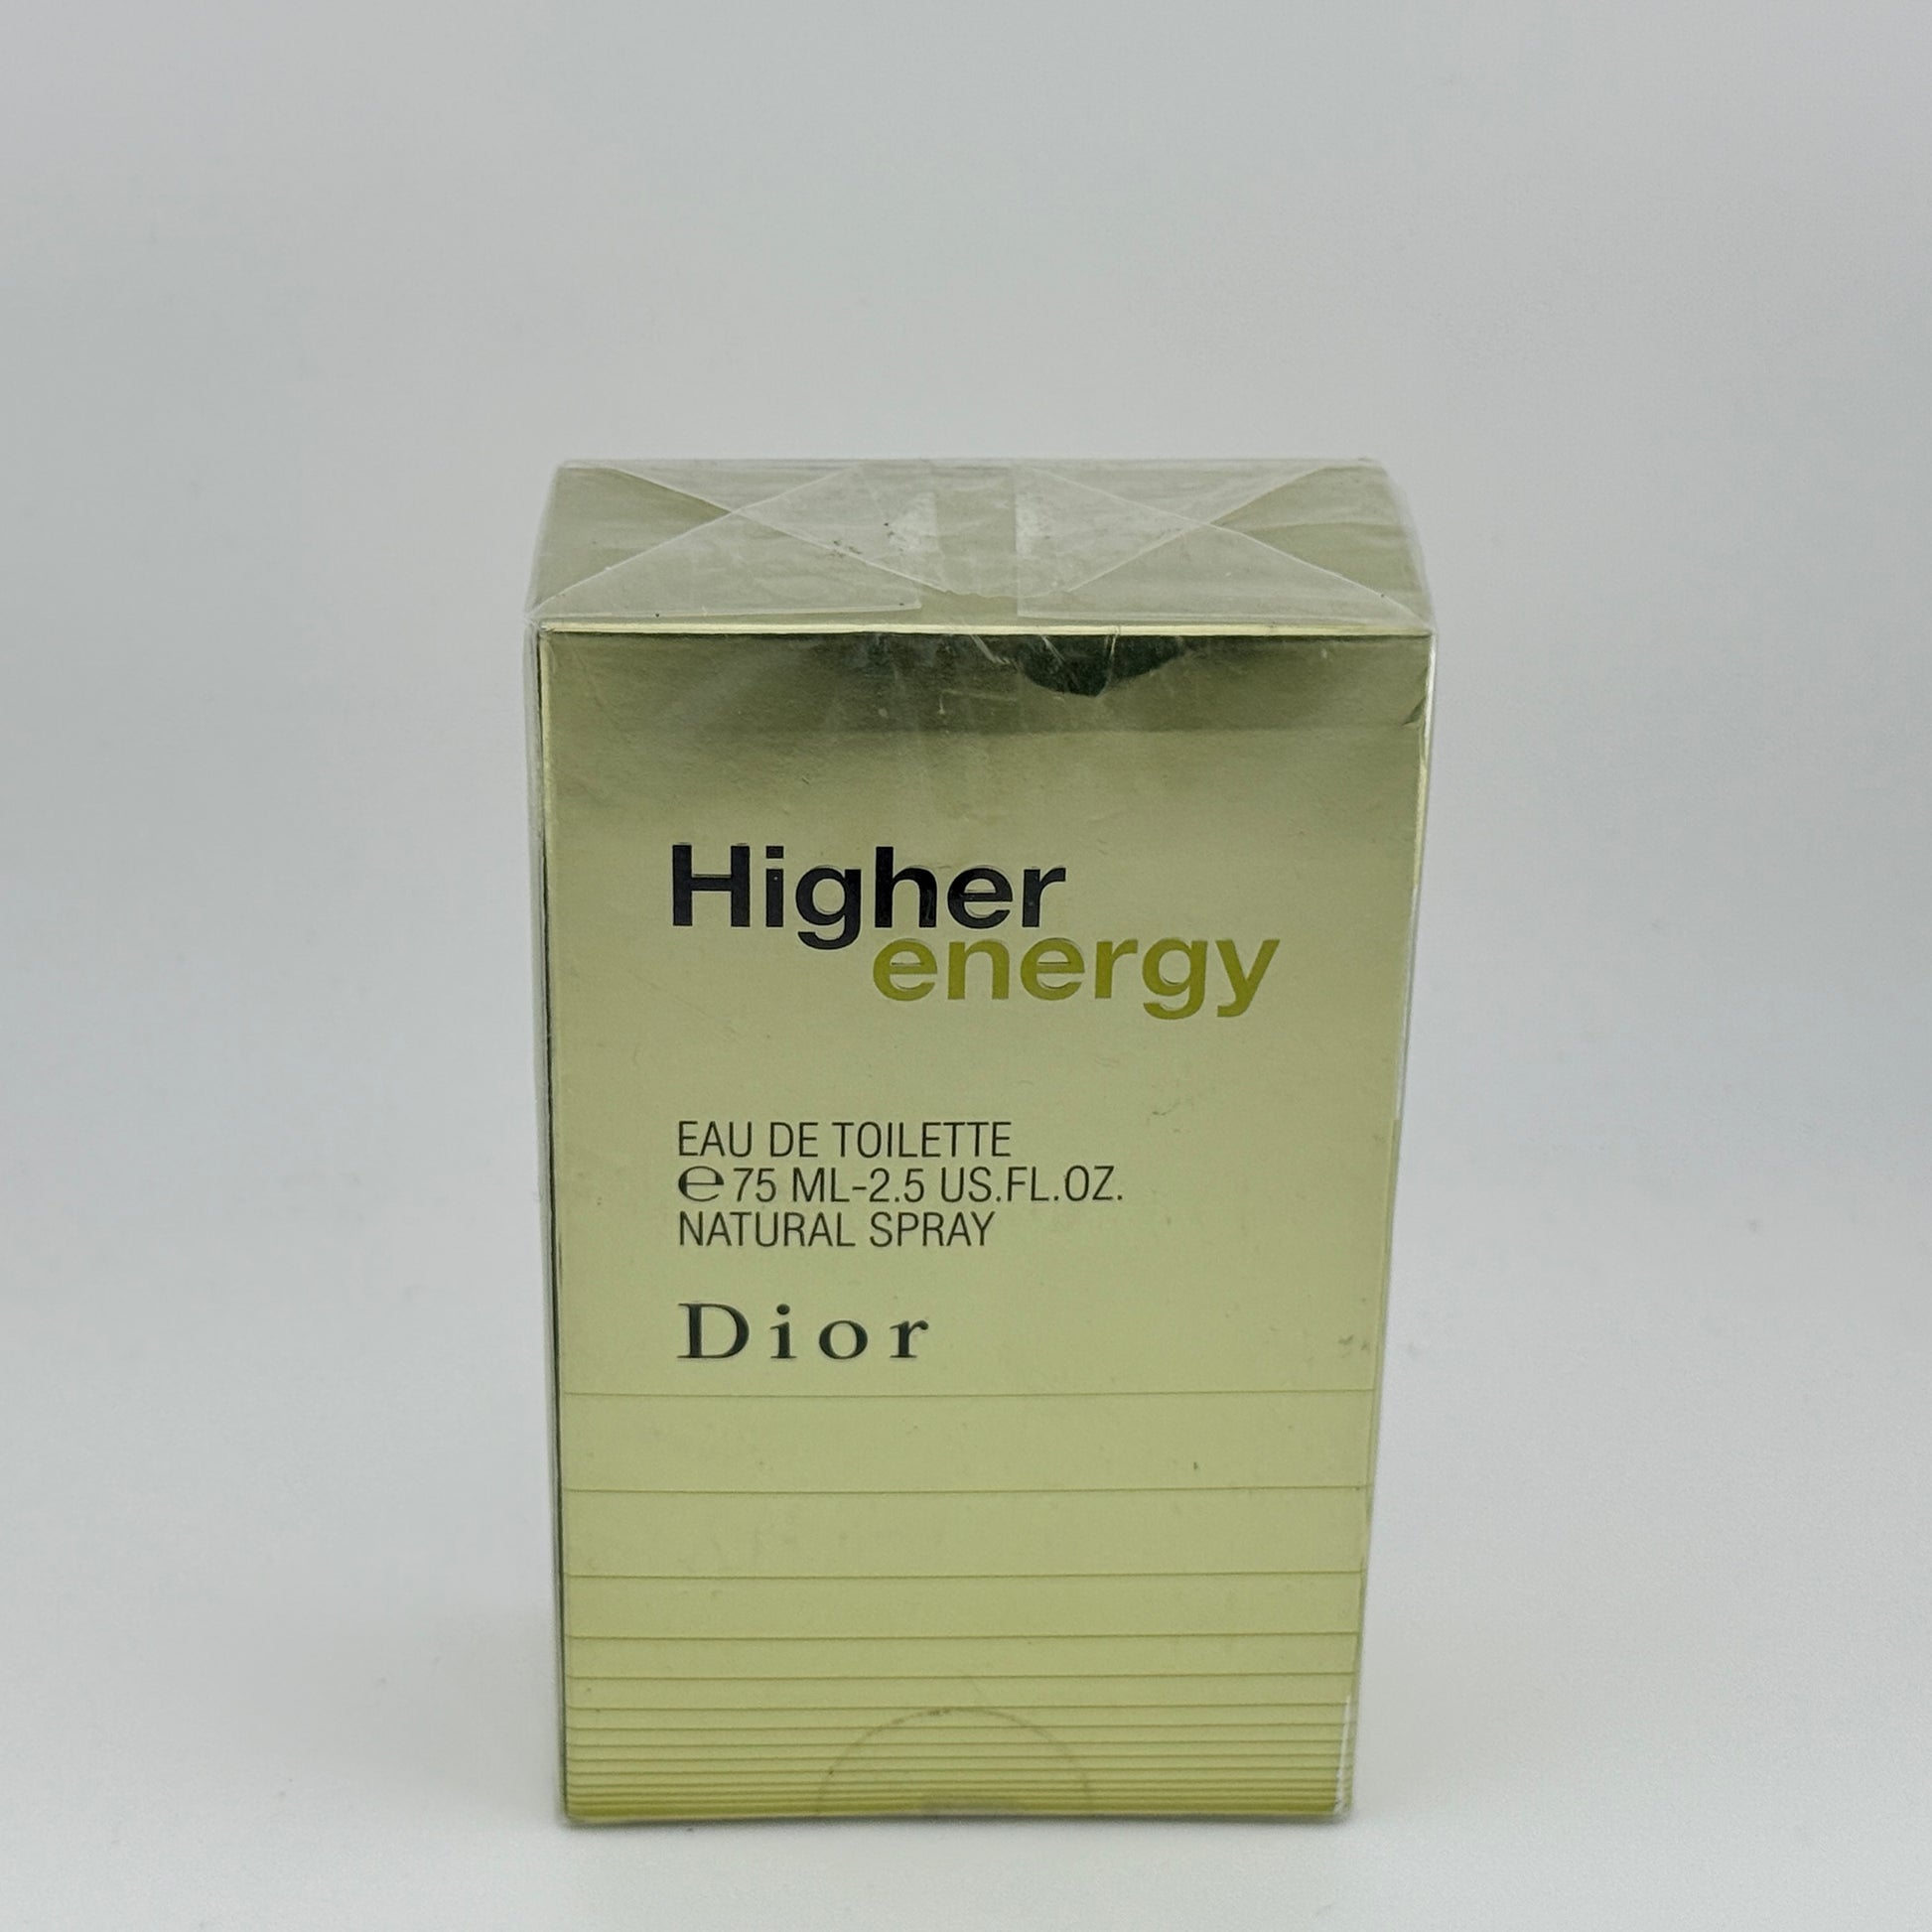 Higher
energy
EAU DE TOILETTE
℮75 ML-2.5 US.FL.OZ.
NATURAL SPRAY
Dior